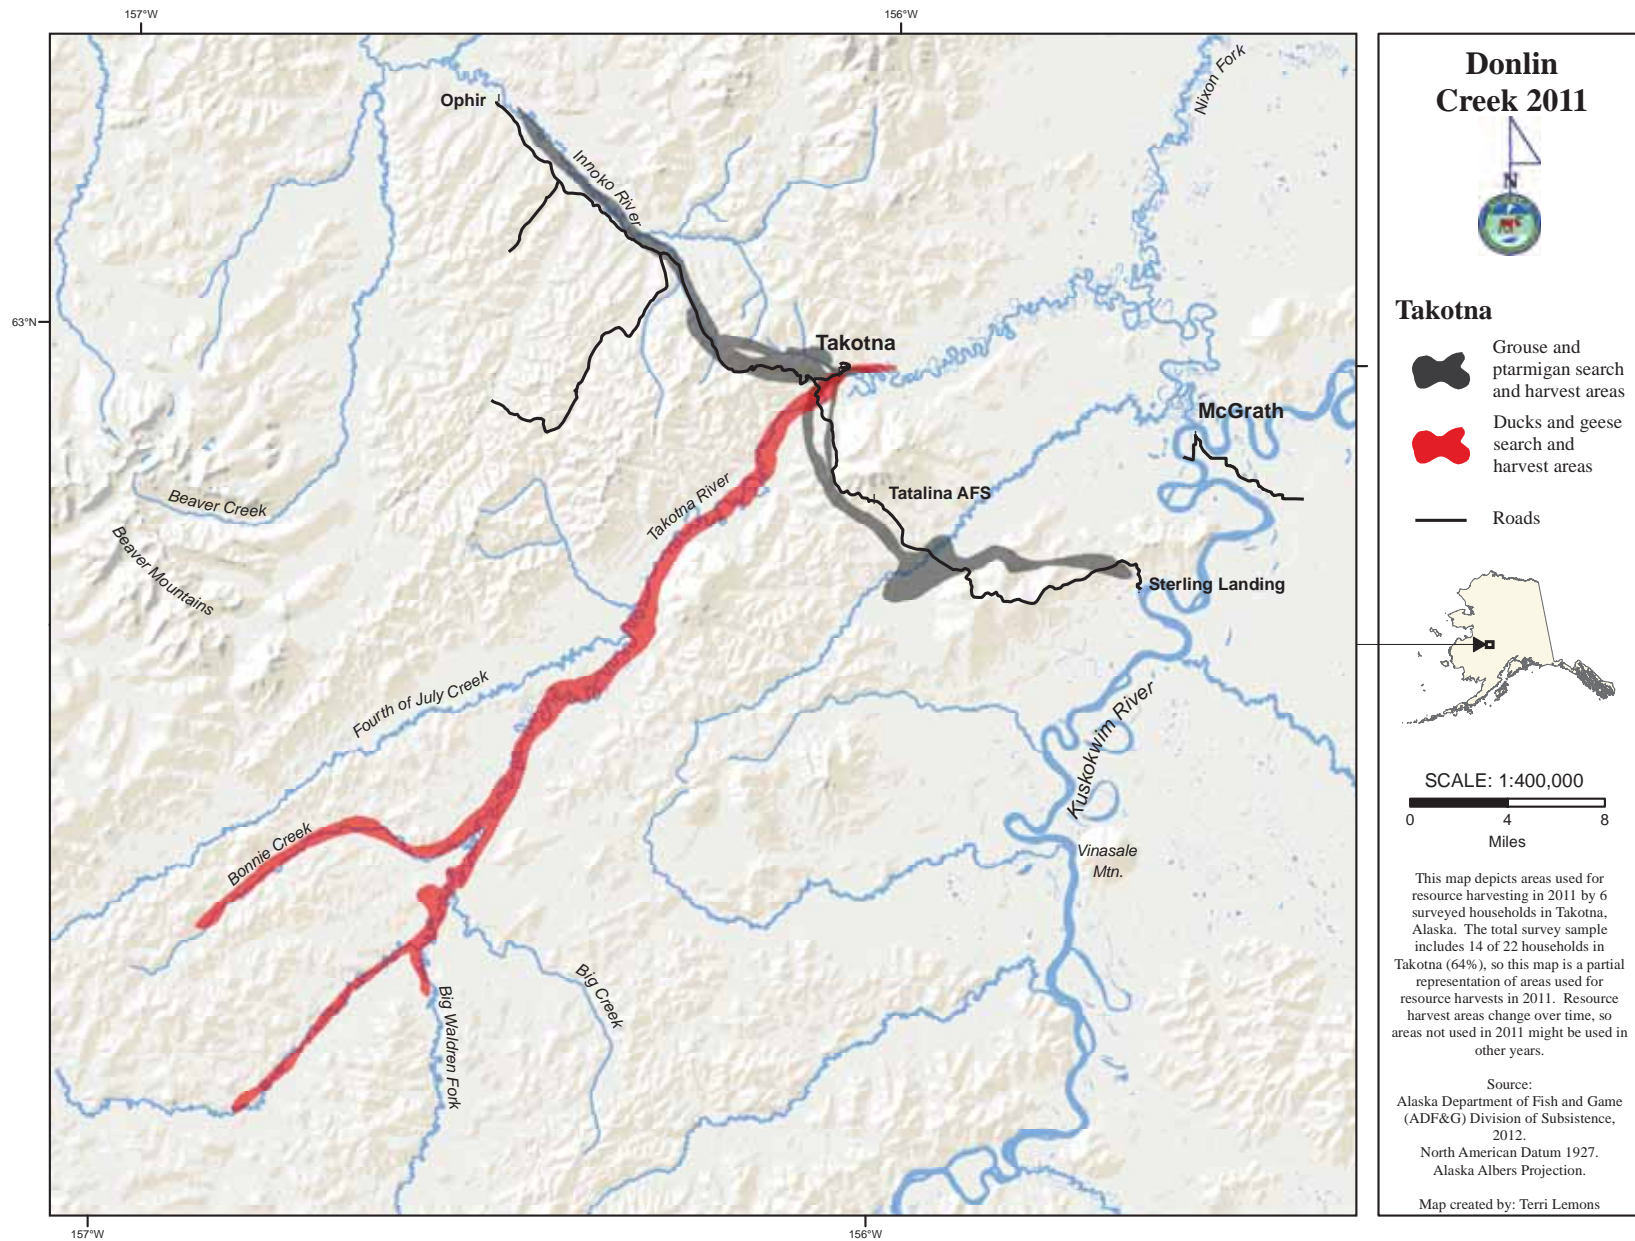 157°W
156°W
Ophir
Innoko River
Nixon Fork
63°N
Takotna
McGrath
Beaver Creek
Takotna River
Tatalina AFS
Beaver Mountains
Sterling Landing
Fourth of July Creek
Kuskokwim River
Bonnie Creek
Vinasale
Mtn.
Big Creek
Big Waldren Fork
157°W
156°W
Donlin
Creek 2011
N
Takotna
Grouse and
ptarmigan search
and harvest areas
Ducks and geese
search and
harvest areas
Roads
SCALE: 1:400,000
0 4 8
Miles
This map depicts areas used for
resource harvesting in 2011 by 6
surveyed households in Takotna,
Alaska. The total survey sample
includes 14 of 22 households in
Takotna (64%), so this map is a partial
representation of areas used for
resource harvests in 2011. Resource
harvest areas change over time, so
areas not used in 2011 might be used in
other years.
Source:
Alaska Department of Fish and Game
(ADF&G) Division of Subsistence,
2012.
North American Datum 1927.
Alaska Albers Projection.
Map created by: Terri Lemons